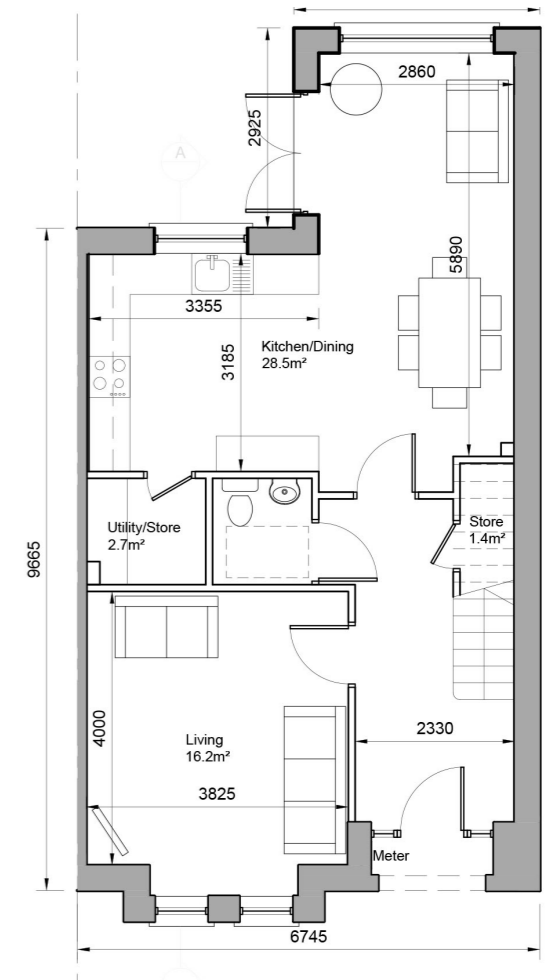 2860
2925
A
5890
3355
Kitchen/Dining
28.5m²
3185
Utility/Store
2.7m²
Store
1.4m²
9665
4000
Living
16.2m²
2330
3825
Meter
6745